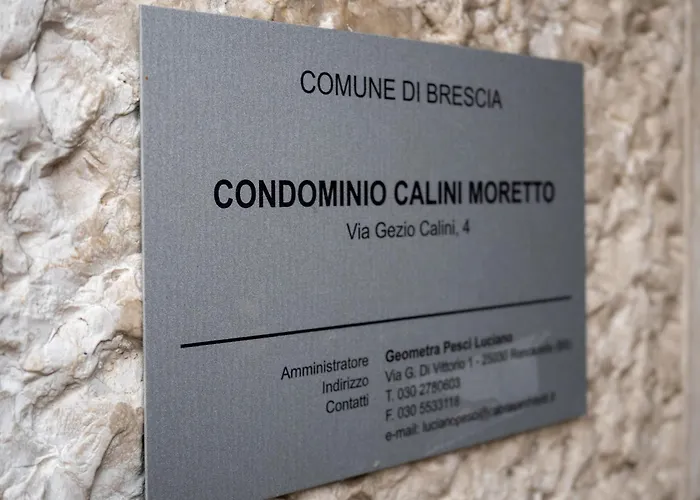 COMUNE DI BRESCIA
CONDOMINIO CALINI MORETTO
Via Gezio Calini, 4
Amministratore
Indirizzo
Contatti
Geometra Pesci Luciano
Via G. Di Vittorio 1 - 25030
T. 030 2780603
F. 030 5533118
e-mail: